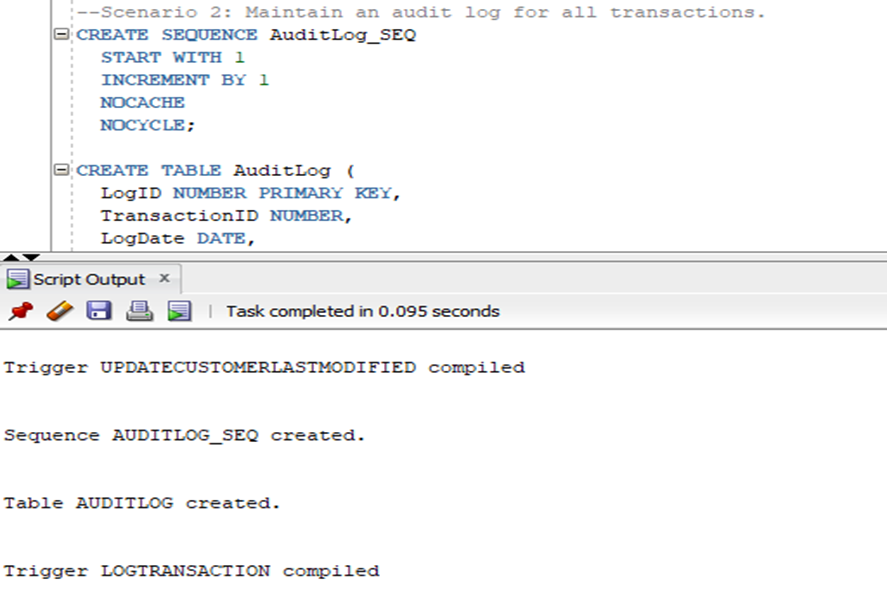 --Scenario 2: Maintain an audit log for all transactions.
CREATE SEQUENCE AuditLog_SEQ
START WITH 1
INCREMENT BY 1
NOCACHE
NOCYCLE;
CREATE TABLE AuditLog (
LogID NUMBER PRIMARY KEY,
TransactionID NUMBER,
LogDate DATE,
Script Output ×
Task completed in 0.095 seconds
Trigger UPDATECUSTOMERLASTMODIFIED compiled
Sequence AUDITLOG_SEQ created.
Table AUDITLOG created.
Trigger LOGTRANSACTION compiled